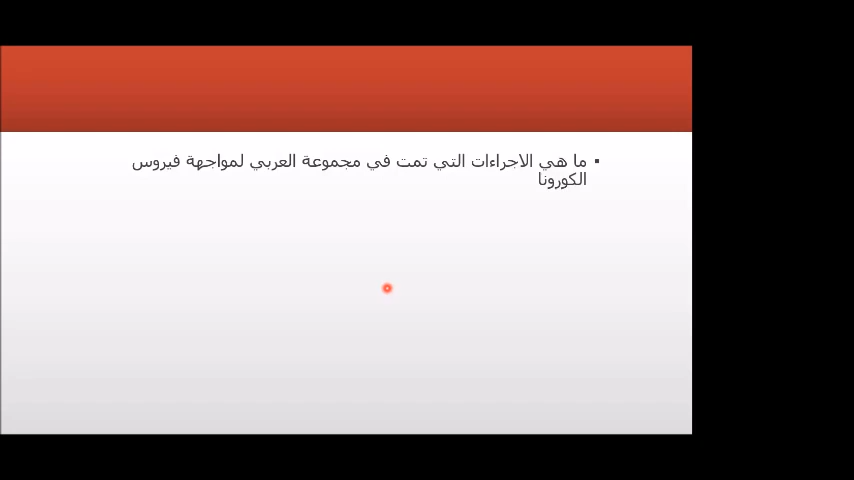 ▪ ما هي الاجراءات التي تمت في مجموعة العربي لمواجهة فيروس
الكورونا